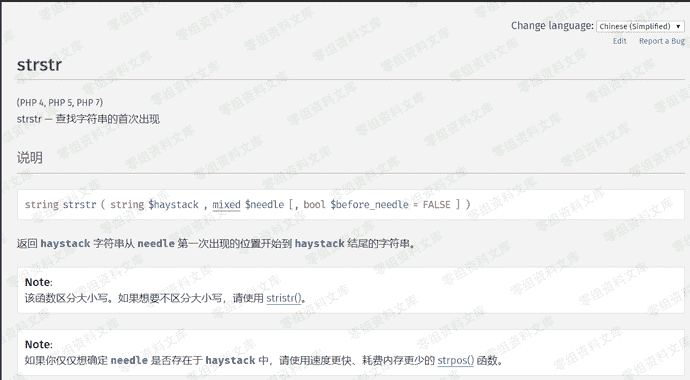 Change language: Chinese (Simplified)
Edit Report a Bug
strstr
(PHP 4, PHP 5, PHP 7)
strstr — 查找字符串的首次出现
说明
string strstr ( string $haystack , mixed $needle [, bool $before_needle = FALSE ] )
返回 haystack 字符串从 needle 第一次出现的位置开始到 haystack 结尾的字符串。
Note:
该函数区分大小写。如果想要不区分大小写，请使用 stristr()。
Note:
如果你仅仅想确定 needle 是否存在于 haystack 中，请使用速度更快、耗费内存更少的 strpos() 函数。
零组资料文库